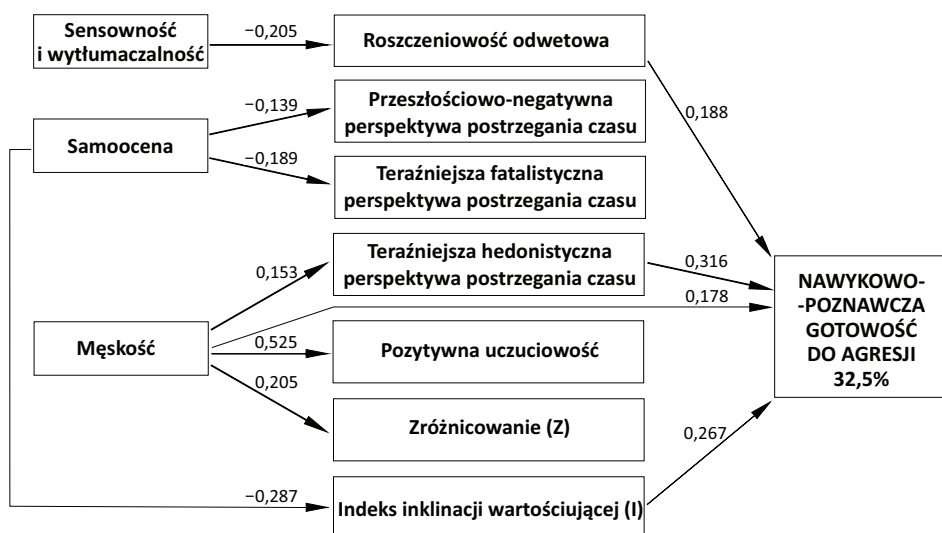 Sensowność
i wytłumaczalność
−0,205
Roszczeniowość odwetowa
0,188
Samoocena
−0,139
Przeszłościowo-negatywna
perspektywa postrzegania czasu
−0,189
Teraźniejsza fatalistyczna
perspektywa postrzegania czasu
Teraźniejsza hedonistyczna
perspektywa postrzegania czasu
0,153
0,316
0,178
Męskość
0,525
Pozytywna uczuciowość
0,205
Zróżnicowanie (Z)
−0,287
Indeks inklinacji wartościującej (I)
0,267
NAWYKOWO-
-POZNAWCZA
GOTOWOŚĆ
DO AGRESJI
32,5%